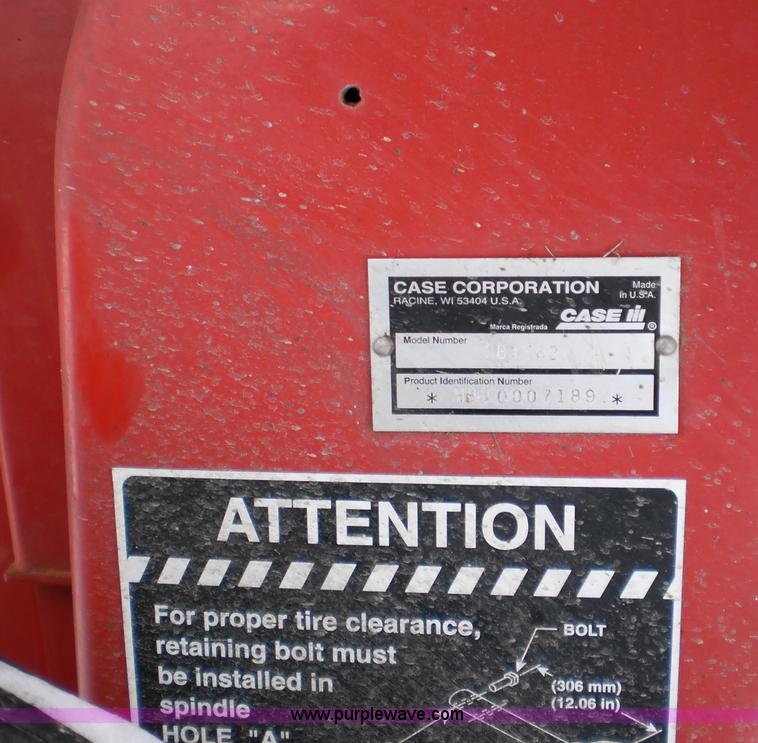 CASE CORPORATION
Made
in U.S.A.
RACINE, WI 53404 U.S.A.
Marca Registrada
CASE IH ®
Model Number
Product Identification Number
* 0007189 *
ATTENTION
For proper tire clearance,
retaining bolt must
be installed in
spindle
HOLE "A"
BOLT
(306 mm)
(12.06 in)
www.purplewave.com